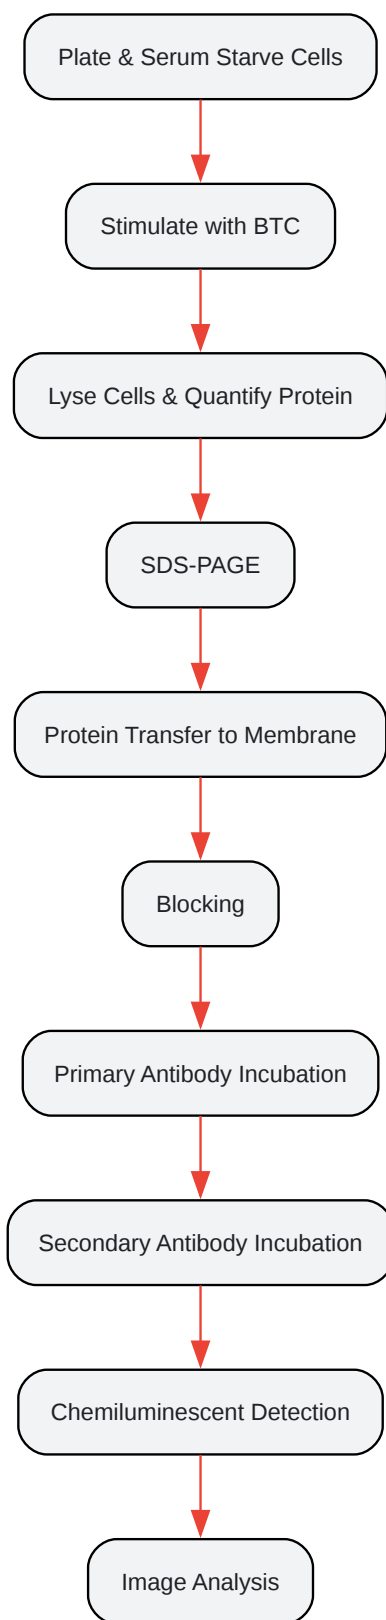 Plate & Serum Starve Cells
Stimulate with BTC
Lyse Cells & Quantify Protein
SDS-PAGE
Protein Transfer to Membrane
Blocking
Primary Antibody Incubation
Secondary Antibody Incubation
Chemiluminescent Detection
Image Analysis